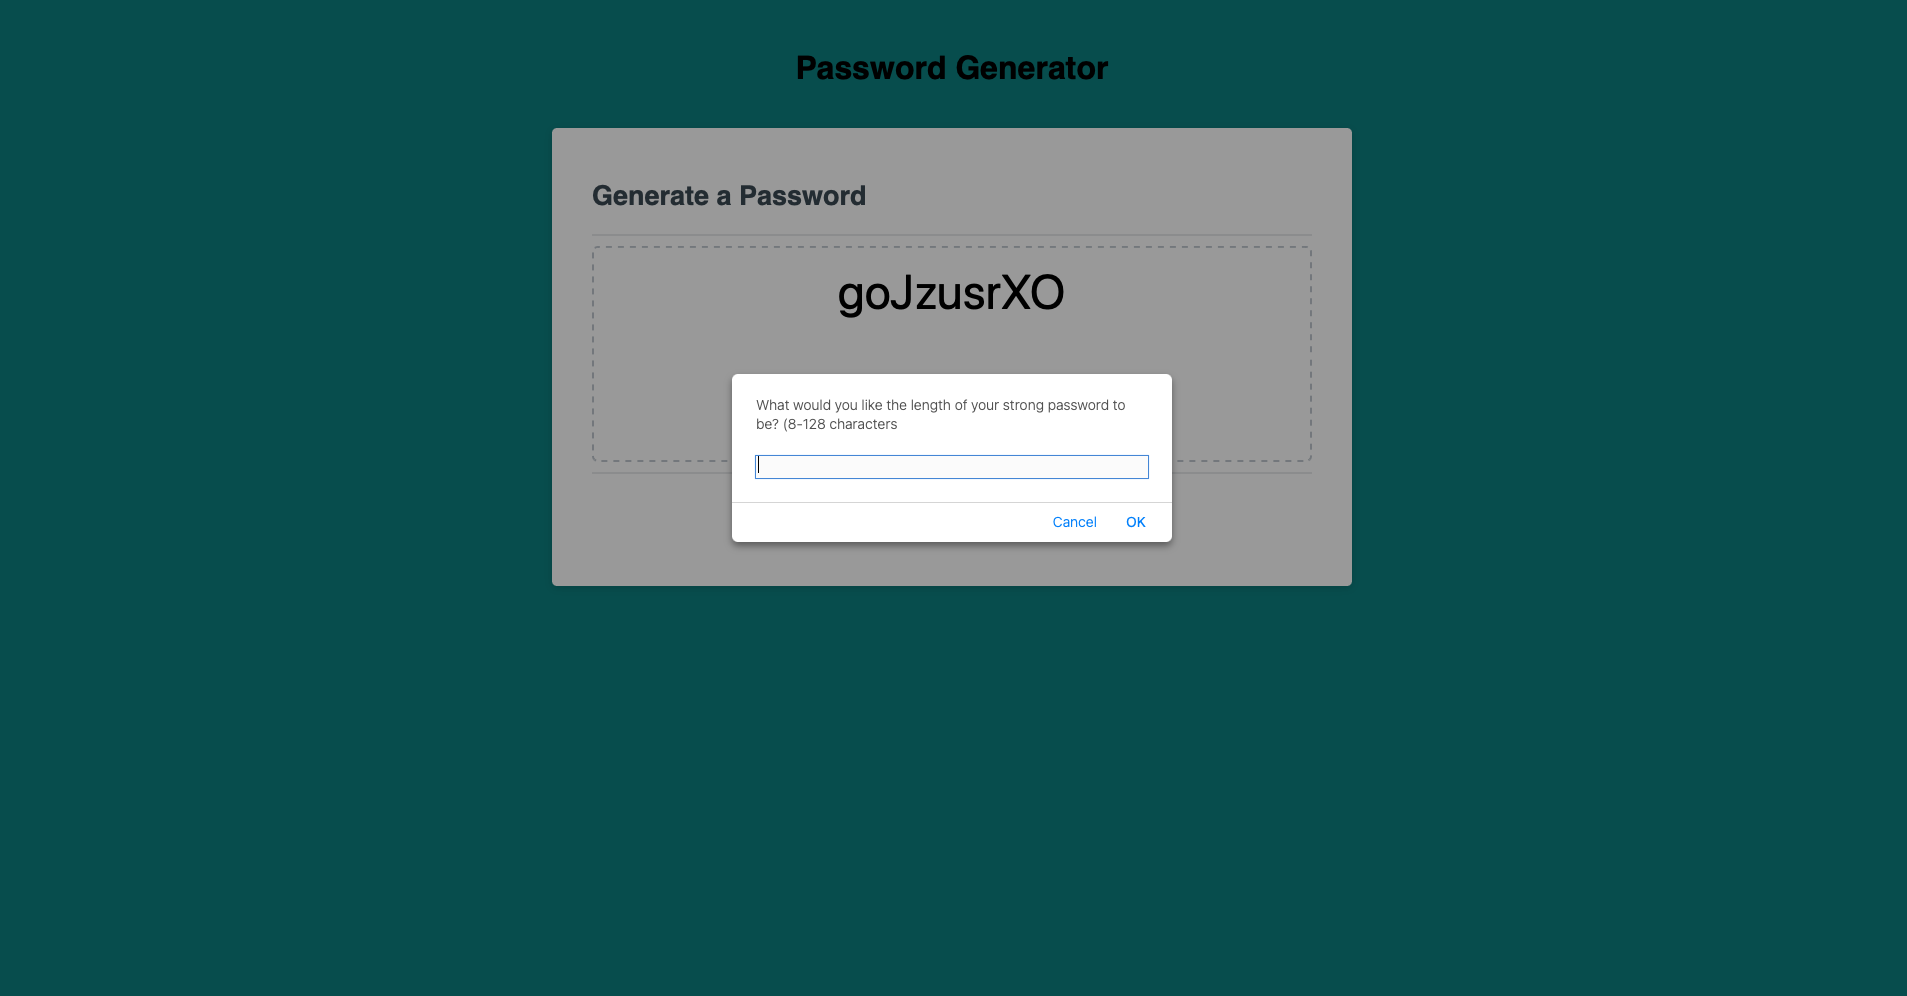 Password Generator
Generate a Password
goJzusrXO
What would you like the length of your strong password to
be? (8-128 characters
Cancel OK